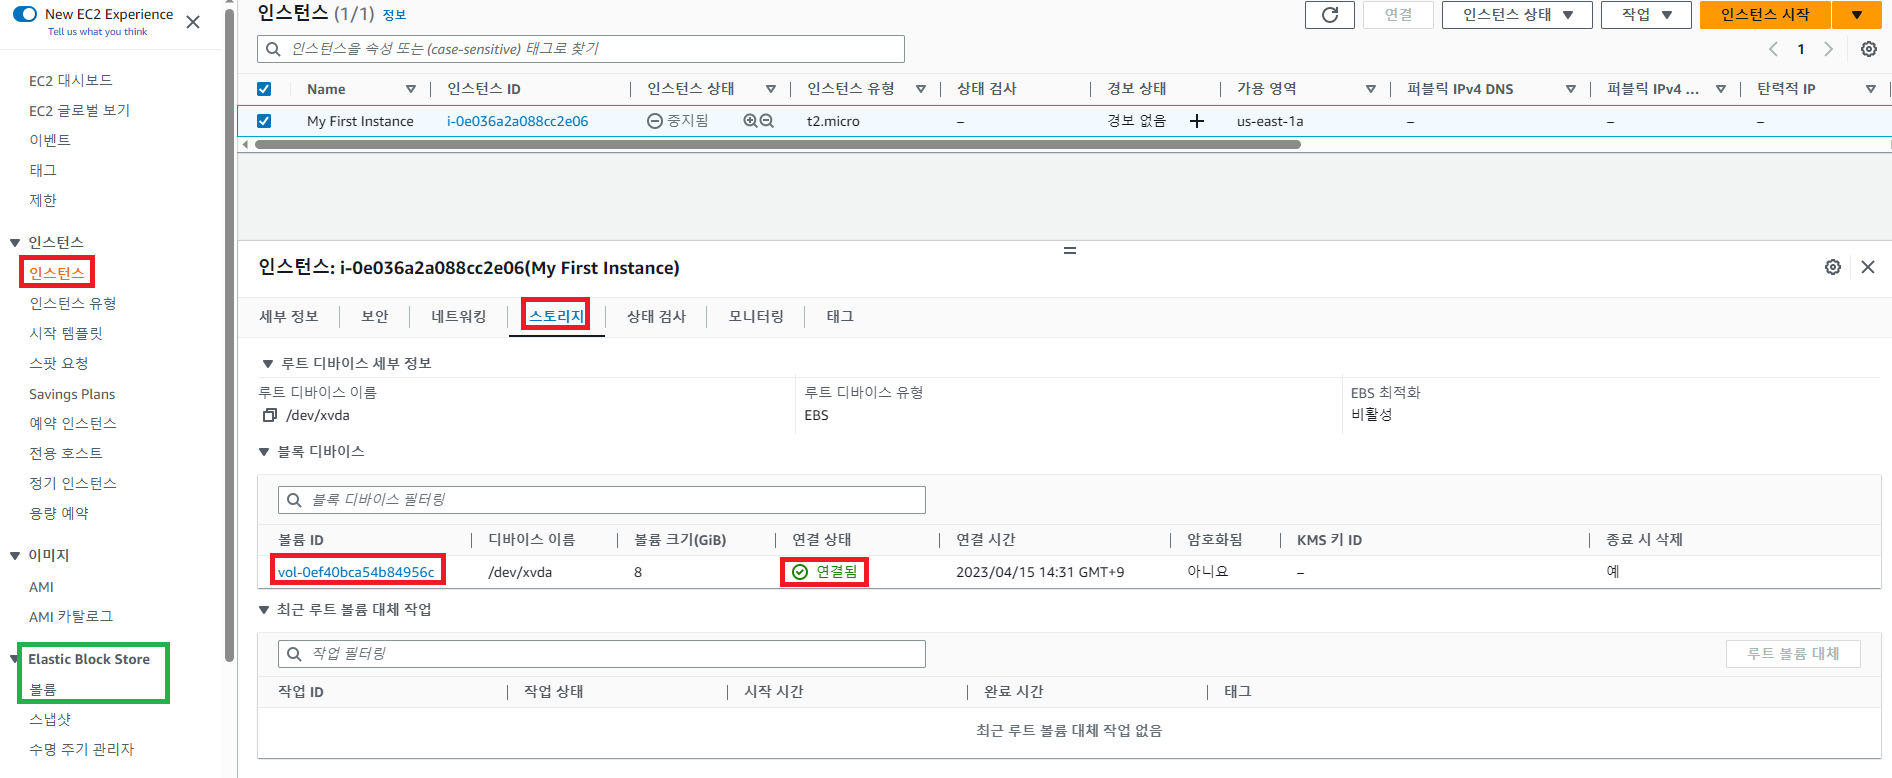 New EC2 Experience
Tell us what you think
EC2 대시보드
EC2 글로벌 보기
이벤트
태그
제한
인스턴스
인스턴스
인스턴스 유형
시작 템플릿
스팟 요청
Savings Plans
예약 인스턴스
전용 호스트
정기 인스턴스
용량 예약
이미지
AMI
AMI 카탈로그
Elastic Block Store
볼륨
스냅샷
수명 주기 관리자
인스턴스 (1/1) 정보
연결 인스턴스 상태 작업 인스턴스 시작
인스턴스을 속성 또는 (case-sensitive) 태그로 찾기
1
Name 인스턴스 ID 인스턴스 상태 인스턴스 유형 상태 검사 경보 상태 가용 영역 퍼블릭 IPv4 DNS 퍼블릭 IPv4 ... 탄력적 IP
My First Instance i-0e036a2a088cc2e06 중지됨 t2.micro – 경보 없음 + us-east-1a – – –
인스턴스: i-0e036a2a088cc2e06(My First Instance)
세부 정보 보안 네트워킹 스토리지 상태 검사 모니터링 태그
루트 디바이스 세부 정보
루트 디바이스 이름 루트 디바이스 유형 EBS 최적화
/dev/xvda EBS 비활성
블록 디바이스
블록 디바이스 필터링
볼륨 ID 디바이스 이름 볼륨 크기(GiB) 연결 상태 연결 시간 암호화됨 KMS 키 ID 종료 시 삭제
vol-0ef40bca54b84956c /dev/xvda 8 연결됨 2023/04/15 14:31 GMT+9 아니요 – 예
최근 루트 볼륨 대체 작업
작업 필터링 루트 볼륨 대체
작업 ID 작업 상태 시작 시간 완료 시간 태그
최근 루트 볼륨 대체 작업 없음